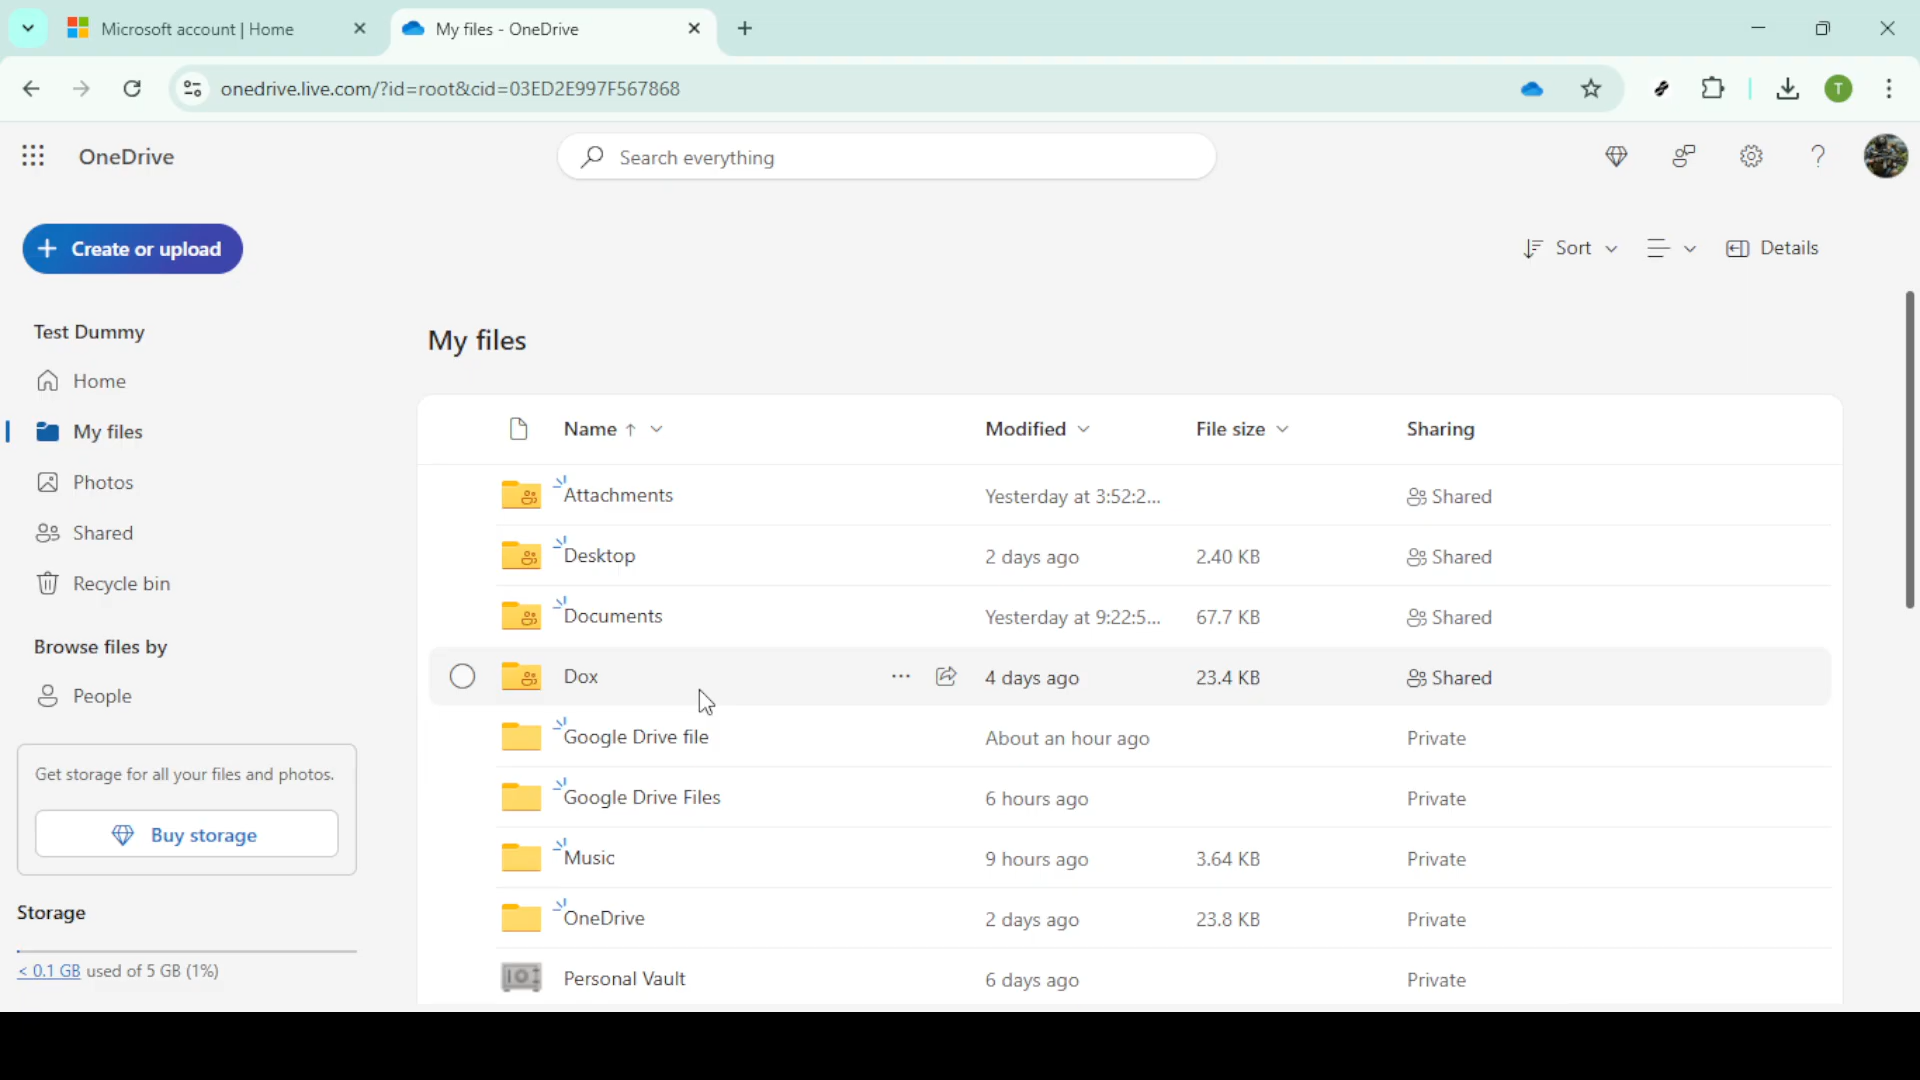 Microsoft account | Home
My files - OneDrive
onedrive.live.com/?id=root&cid=03ED2E997F567868
T
OneDrive
Search everything
Create or upload
Sort
Details
Test Dummy
Home
My files
Photos
Shared
Recycle bin
Browse files by
People
Get storage for all your files and photos.
Buy storage
Storage
< 0.1 GB used of 5 GB (1%)
My files
Name Modified File size Sharing
Attachments Yesterday at 3:52:2... Shared
Desktop 2 days ago 2.40 KB Shared
Documents Yesterday at 9:22:5... 67.7 KB Shared
Dox 4 days ago 23.4 KB Shared
Google Drive file About an hour ago Private
Google Drive Files 6 hours ago Private
Music 9 hours ago 3.64 KB Private
OneDrive 2 days ago 23.8 KB Private
Personal Vault 6 days ago Private